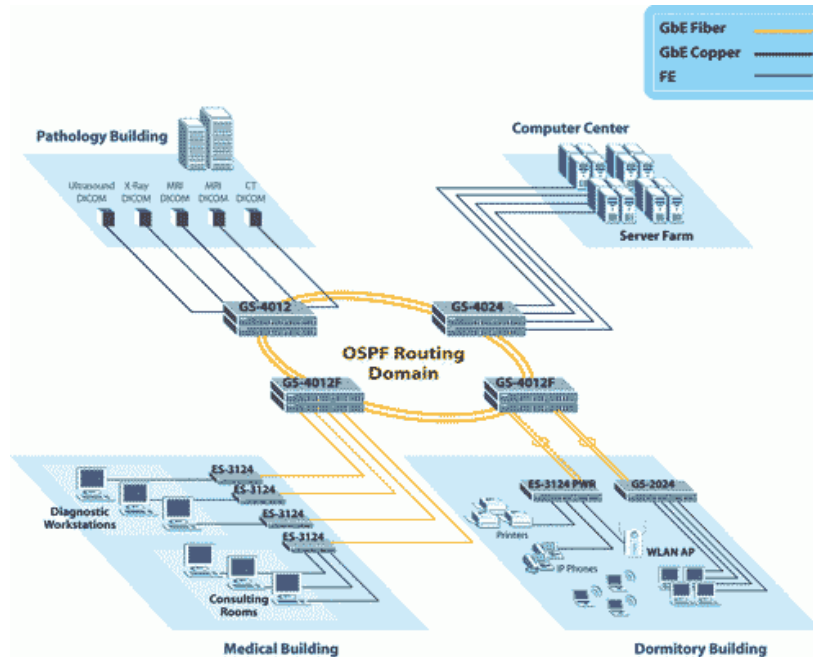 GbE Fiber
GbE Copper
FE
Pathology Building
Computer Center
Ultrasound X-Ray MRI MRI CT
DICOM DICOM DICOM DICOM DICOM
Server Farm
GS-4012
GS-4024
OSPF Routing
Domain
GS-4012F
GS-4012F
ES-3124
ES-3124
ES-3124
ES-3124
Diagnostic
Workstations
Consulting
Rooms
ES-3124 PWR
GS-2024
Printers
WLAN AP
IP Phones
Medical Building
Dormitory Building